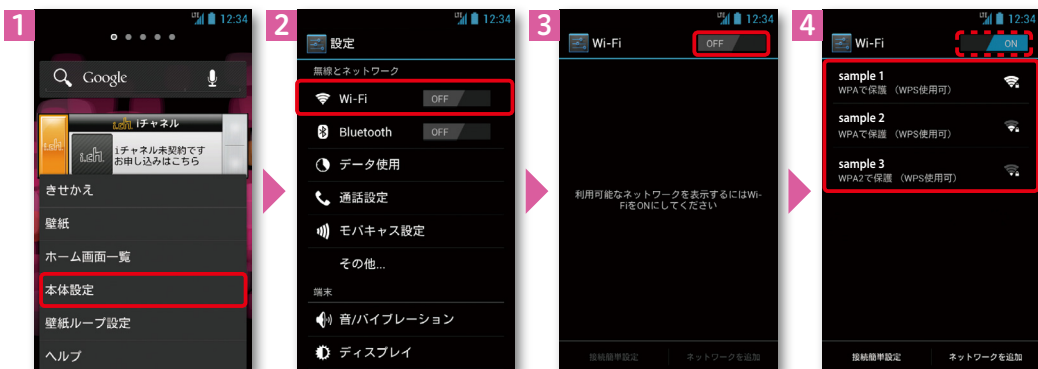 1
LTE 12:34
Google
i.ch. iチャネル
i.ch.
i.ch.
iチャネル未契約です
お申し込みはこちら
きせかえ
壁紙
ホーム画面一覧
本体設定
壁紙ループ設定
ヘルプ
2
LTE 12:34
設定
無線とネットワーク
Wi-Fi OFF
Bluetooth OFF
データ使用
通話設定
モバキャス設定
その他...
端末
音/バイブレーション
ディスプレイ
3
LTE 12:34
Wi-Fi OFF
利用可能なネットワークを表示するにはWi-
FiをONにしてください
接続簡単設定 ネットワークを追加
4
LTE 12:34
Wi-Fi ON
sample 1
WPAで保護 （WPS使用可）
sample 2
WPAで保護 （WPS使用可）
sample 3
WPA2で保護 （WPS使用可）
接続簡単設定 ネットワークを追加